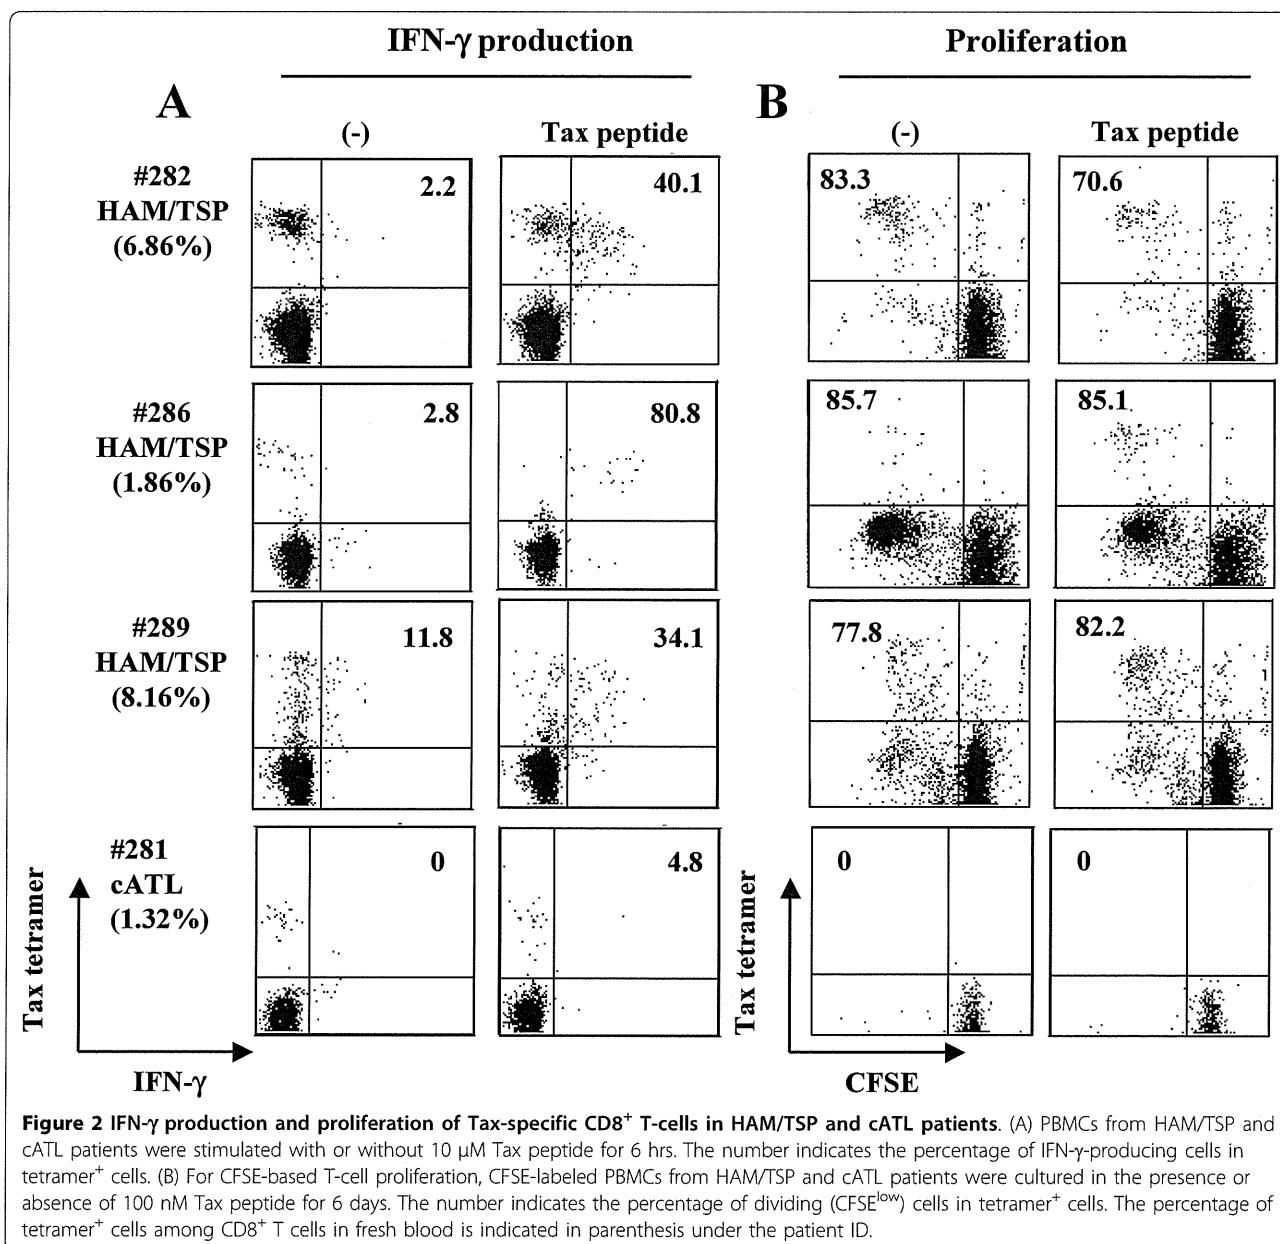 IFN-γ production
Proliferation
A
B
(-)
Tax peptide
(-)
Tax peptide
#282
HAM/TSP
(6.86%)
2.2
40.1
83.3
70.6
#286
HAM/TSP
(1.86%)
2.8
80.8
85.7
85.1
#289
HAM/TSP
(8.16%)
11.8
34.1
77.8
82.2
#281
cATL
(1.32%)
0
4.8
0
0
Tax tetramer
IFN-γ
Tax tetramer
CFSE
Figure 2 IFN-γ production and proliferation of Tax-specific CD8⁺ T-cells in HAM/TSP and cATL patients. (A) PBMCs from HAM/TSP and
cATL patients were stimulated with or without 10 μM Tax peptide for 6 hrs. The number indicates the percentage of IFN-γ-producing cells in
tetramer⁺ cells. (B) For CFSE-based T-cell proliferation, CFSE-labeled PBMCs from HAM/TSP and cATL patients were cultured in the presence or
absence of 100 nM Tax peptide for 6 days. The number indicates the percentage of dividing (CFSE^low) cells in tetramer⁺ cells. The percentage of
tetramer⁺ cells among CD8⁺ T cells in fresh blood is indicated in parenthesis under the patient ID.